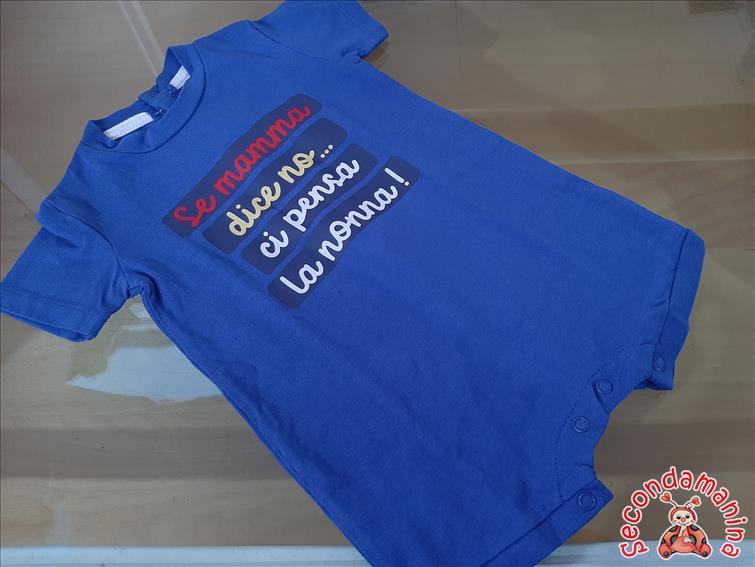 Se mamma
dice no...
ci pensa
la nonna!
Secondamanina